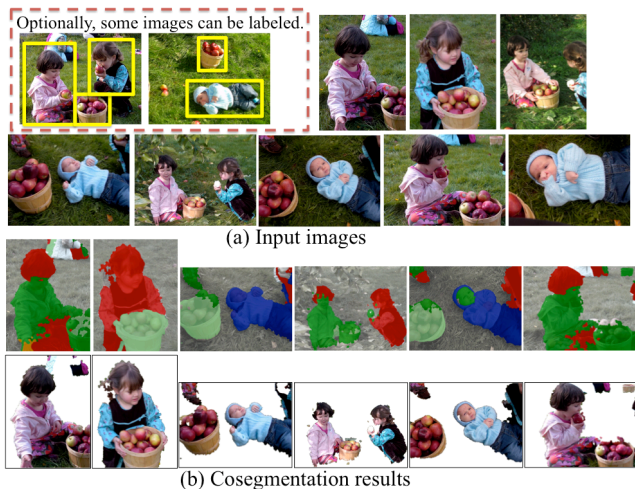 Optionally, some images can be labeled.
(a) Input images
(b) Cosegmentation results